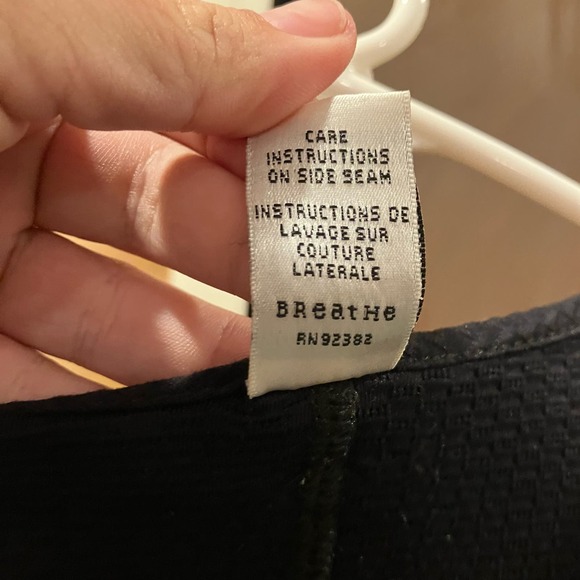 CARE
INSTRUCTIONS
ON SIDE SEAM
INSTRUCTIONS DE
LAVAGE SUR
COUTURE
LATERALE
BReatHe
RN92382